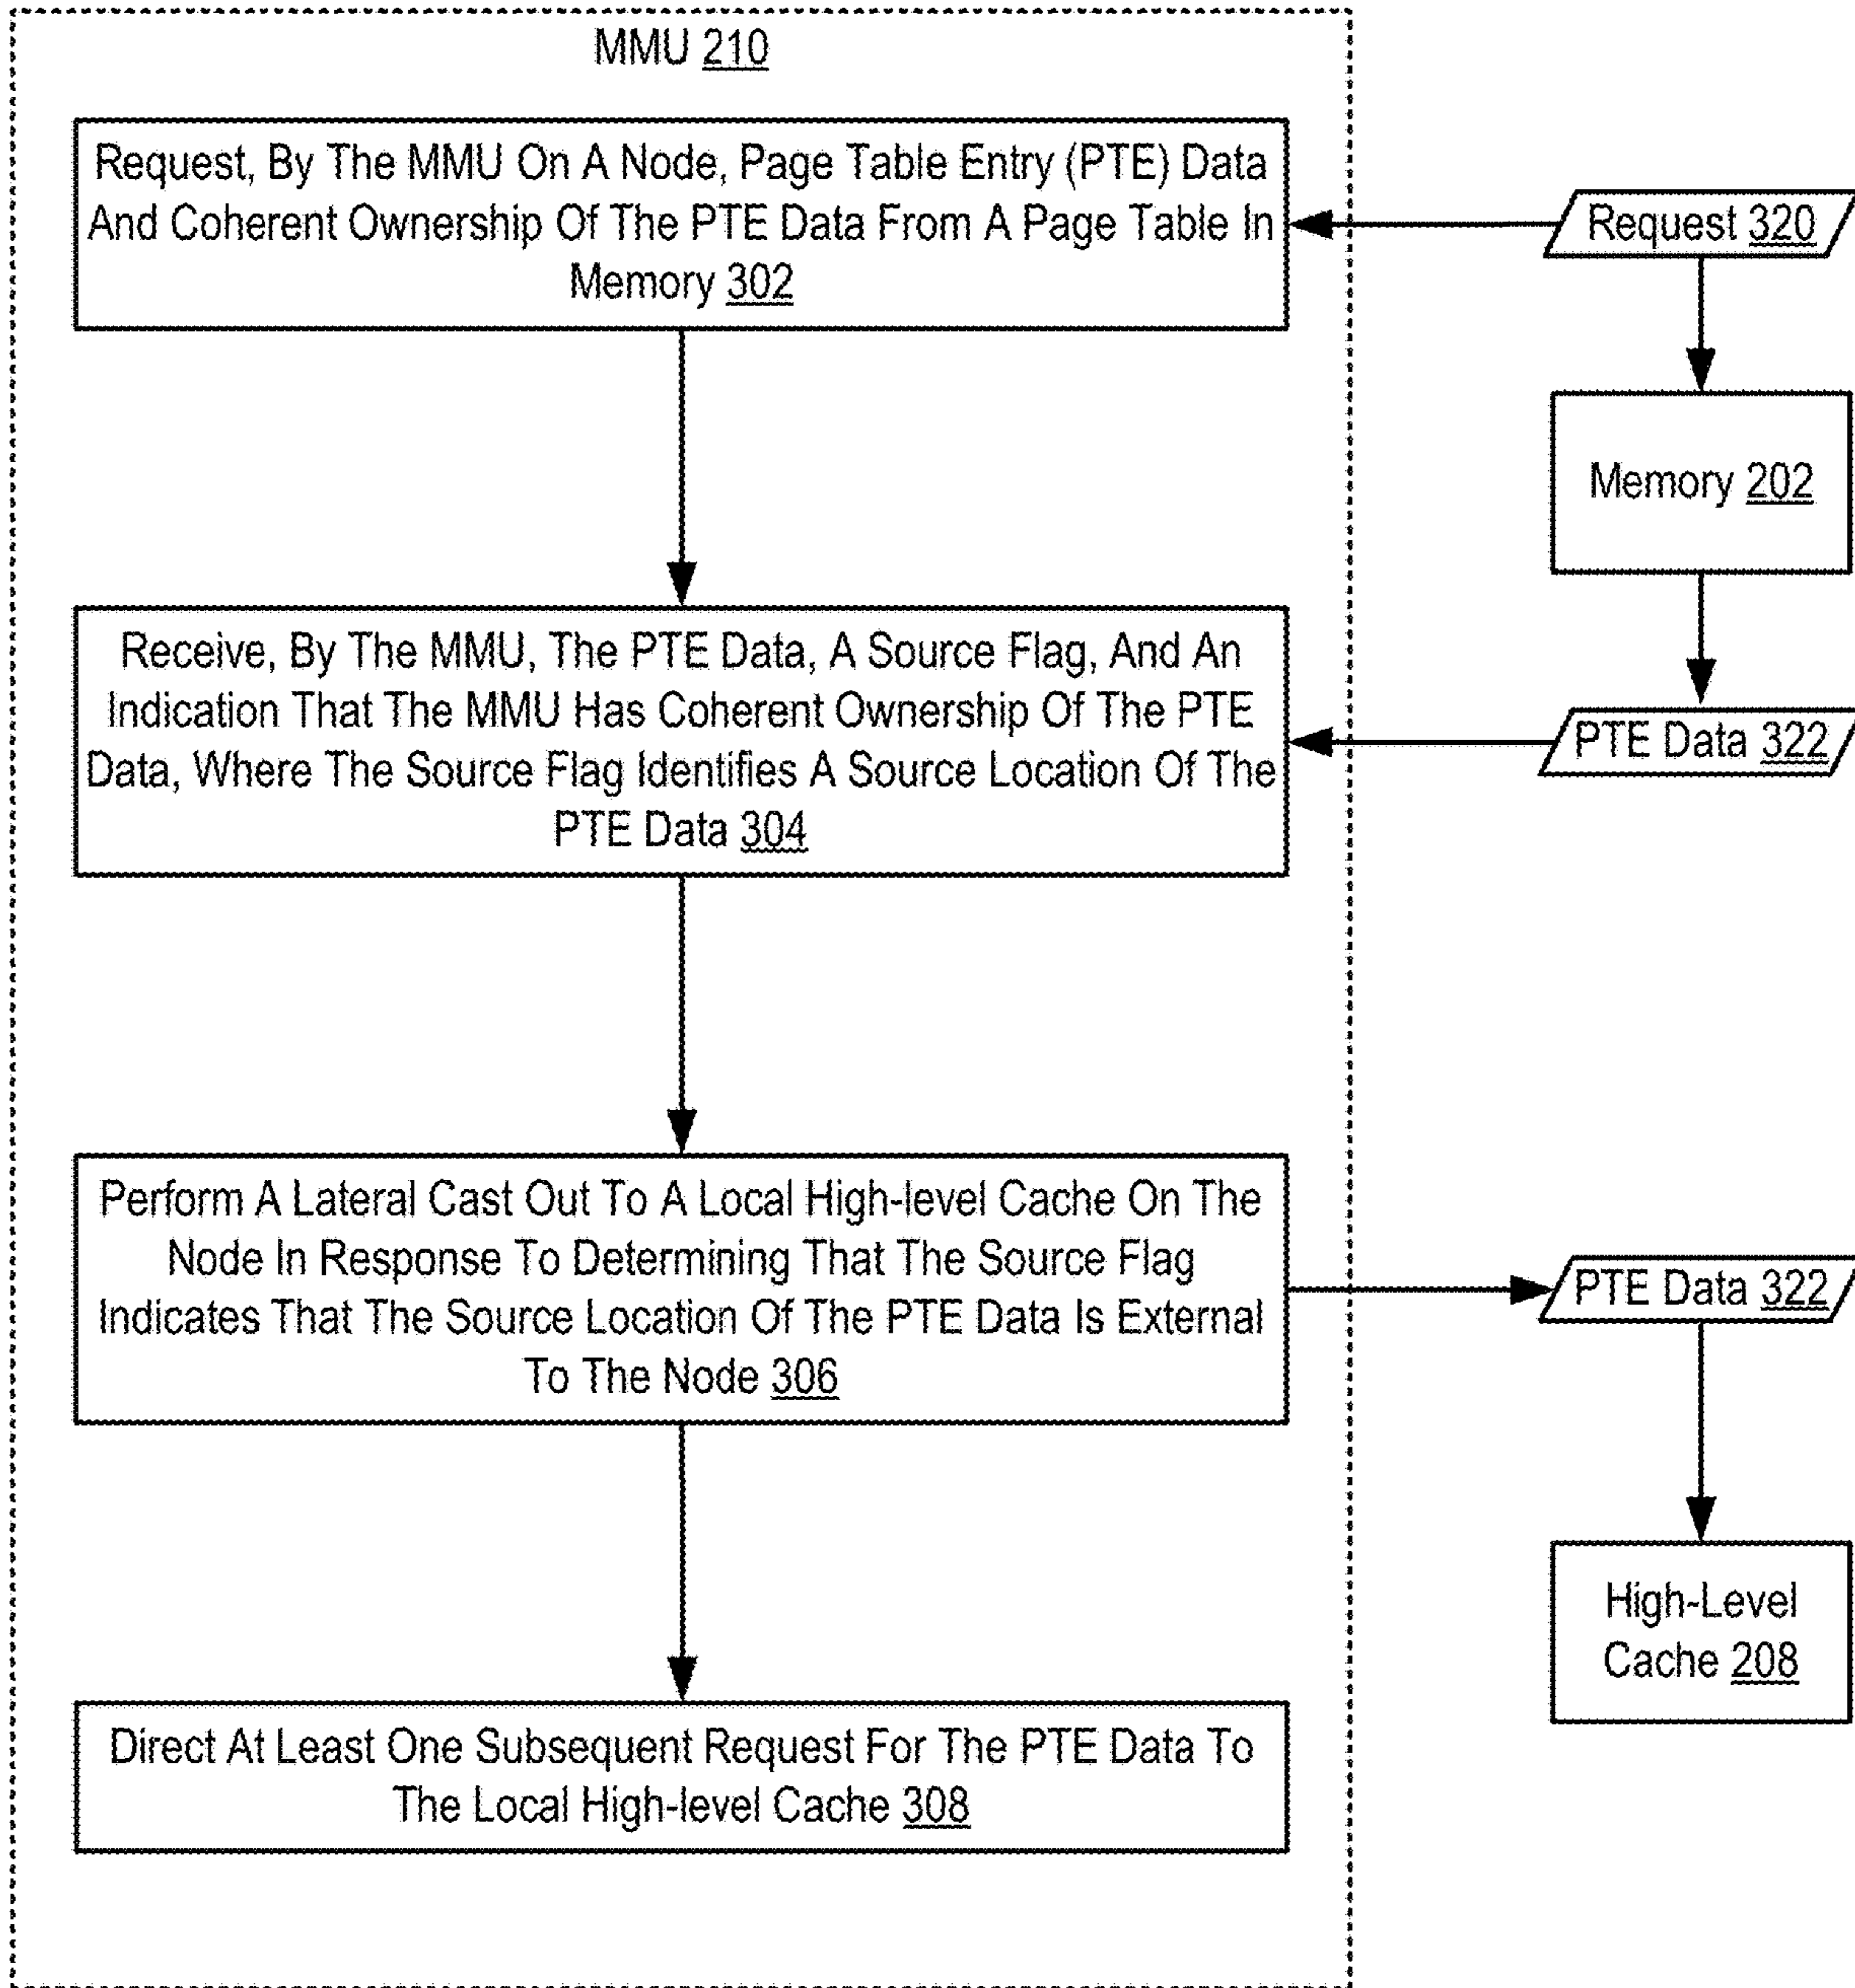 MMU 210
Request, By The MMU On A Node, Page Table Entry (PTE) Data
And Coherent Ownership Of The PTE Data From A Page Table In
Memory 302
Request 320
Memory 202
Receive, By The MMU, The PTE Data, A Source Flag, And An
Indication That The MMU Has Coherent Ownership Of The PTE
Data, Where The Source Flag Identifies A Source Location Of The
PTE Data 304
PTE Data 322
Perform A Lateral Cast Out To A Local High-level Cache On The
Node In Response To Determining That The Source Flag
Indicates That The Source Location Of The PTE Data Is External
To The Node 306
PTE Data 322
High-Level
Cache 208
Direct At Least One Subsequent Request For The PTE Data To
The Local High-level Cache 308